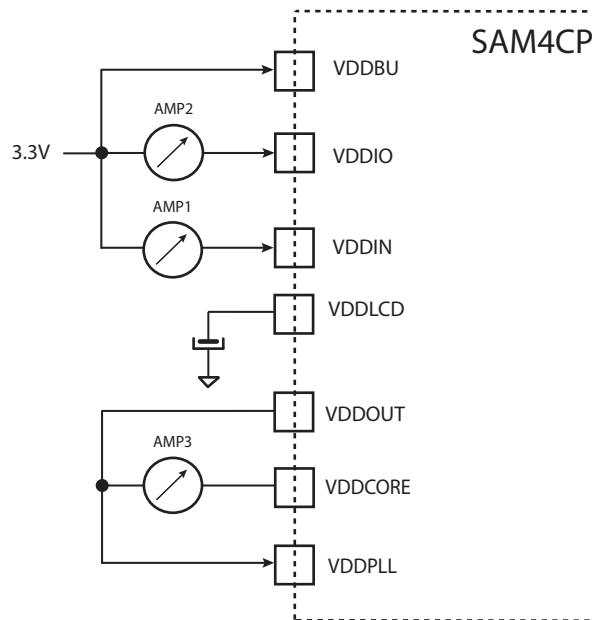 SAM4CP
VDDBU
AMP2
3.3V
VDDIO
AMP1
VDDIN
VDDLCD
VDDOUT
AMP3
VDDCORE
VDDPLL